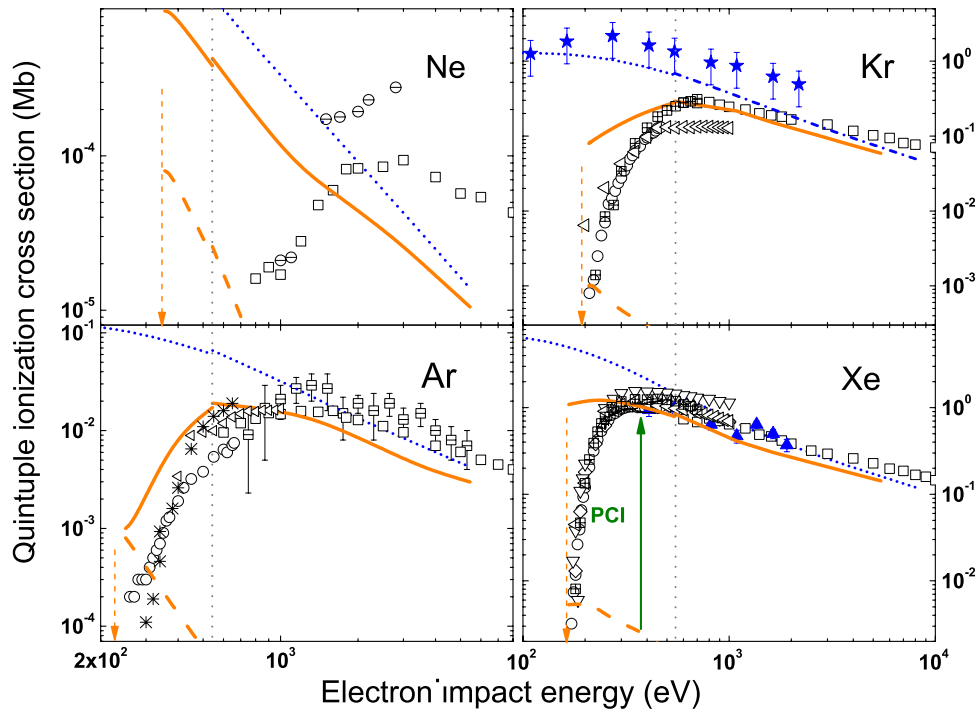 Quintuple ionization cross section (Mb)
Ne
10⁻⁴
10⁻⁵
Kr
10⁰
10⁻¹
10⁻²
10⁻³
Ar
10⁻¹
10⁻²
10⁻³
10⁻⁴
Xe
PCI
10⁰
10⁻¹
10⁻²
2x10²
10³
10²
10³
10⁴
Electron impact energy (eV)